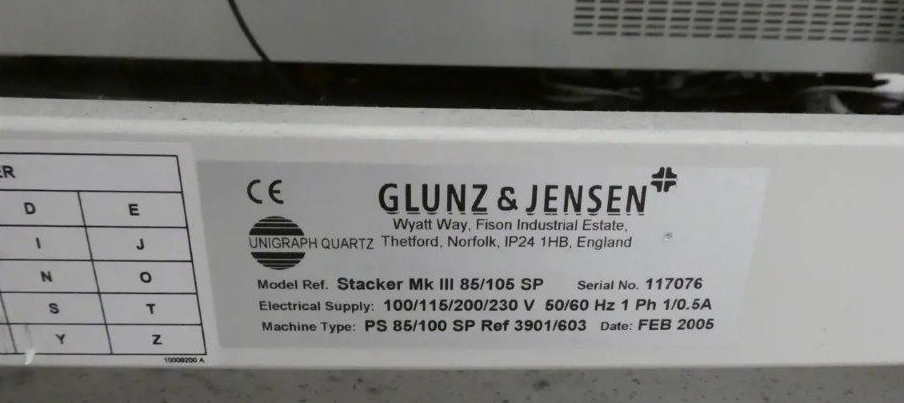 ER
D E
I J
N O
S T
Y Z
10009200 A
CE
GLUNZ & JENSEN
Wyatt Way, Fison Industrial Estate,
UNIGRAPH QUARTZ Thetford, Norfolk, IP24 1HB, England
Model Ref. Stacker Mk III 85/105 SP Serial No. 117076
Electrical Supply: 100/115/200/230 V 50/60 Hz 1 Ph 1/0.5A
Machine Type: PS 85/100 SP Ref 3901/603 Date: FEB 2005